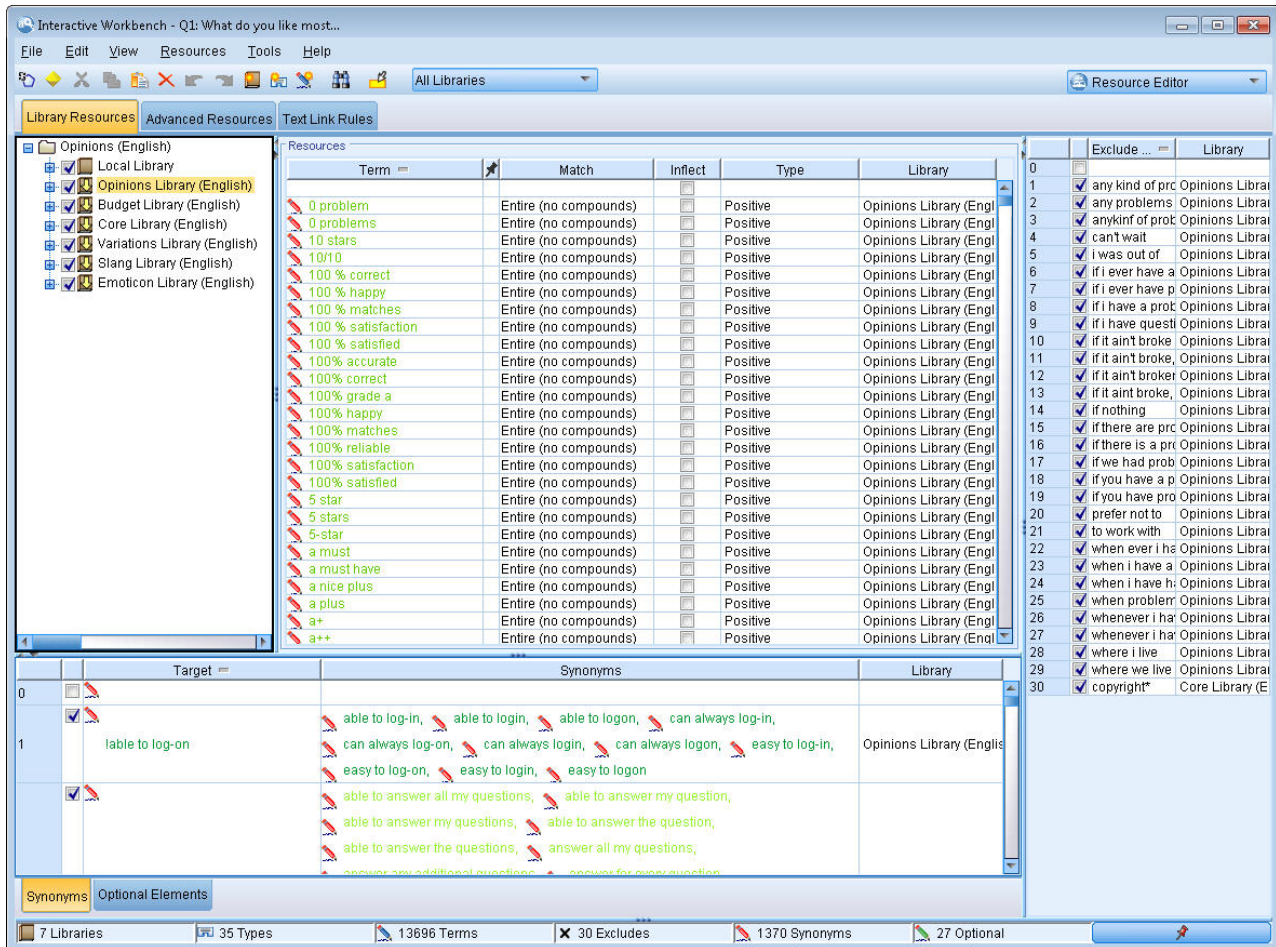 Interactive Workbench - Q1: What do you like most...
File Edit View Resources Tools Help
All Libraries
Resource Editor
Library Resources Advanced Resources Text Link Rules
Opinions (English)
Local Library
Opinions Library (English)
Budget Library (English)
Core Library (English)
Variations Library (English)
Slang Library (English)
Emoticon Library (English)
Resources
Term Match Inflect Type Library
0 problem Entire (no compounds) Positive Opinions Library (Engl
0 problems Entire (no compounds) Positive Opinions Library (Engl
10 stars Entire (no compounds) Positive Opinions Library (Engl
10/10 Entire (no compounds) Positive Opinions Library (Engl
100 % correct Entire (no compounds) Positive Opinions Library (Engl
100 % happy Entire (no compounds) Positive Opinions Library (Engl
100 % matches Entire (no compounds) Positive Opinions Library (Engl
100 % satisfaction Entire (no compounds) Positive Opinions Library (Engl
100 % satisfied Entire (no compounds) Positive Opinions Library (Engl
100% accurate Entire (no compounds) Positive Opinions Library (Engl
100% correct Entire (no compounds) Positive Opinions Library (Engl
100% grade a Entire (no compounds) Positive Opinions Library (Engl
100% happy Entire (no compounds) Positive Opinions Library (Engl
100% matches Entire (no compounds) Positive Opinions Library (Engl
100% reliable Entire (no compounds) Positive Opinions Library (Engl
100% satisfaction Entire (no compounds) Positive Opinions Library (Engl
100% satisfied Entire (no compounds) Positive Opinions Library (Engl
5 star Entire (no compounds) Positive Opinions Library (Engl
5 stars Entire (no compounds) Positive Opinions Library (Engl
5-star Entire (no compounds) Positive Opinions Library (Engl
a must Entire (no compounds) Positive Opinions Library (Engl
a must have Entire (no compounds) Positive Opinions Library (Engl
a nice plus Entire (no compounds) Positive Opinions Library (Engl
a plus Entire (no compounds) Positive Opinions Library (Engl
a+ Entire (no compounds) Positive Opinions Library (Engl
a++ Entire (no compounds) Positive Opinions Library (Engl
Exclude ... Library
0
1 any kind of prc Opinions Librar
2 any problems Opinions Librar
3 anykinf of prot Opinions Librar
4 can't wait Opinions Librar
5 i was out of Opinions Librar
6 if i ever have a Opinions Librar
7 if i ever have p Opinions Librar
8 if i have a prot Opinions Librar
9 if i have questi Opinions Librar
10 if it ain't broke Opinions Librar
11 if it ain't broke, Opinions Librar
12 if it ain't broker Opinions Librar
13 if it aint broke, Opinions Librar
14 if nothing Opinions Librar
15 if there are prc Opinions Librar
16 if there is a pr Opinions Librar
17 if we had prob Opinions Librar
18 if you have a p Opinions Librar
19 if you have pro Opinions Librar
20 prefer not to Opinions Librar
21 to work with Opinions Librar
22 when ever i ha Opinions Librar
23 when i have a Opinions Librar
24 when i have h Opinions Librar
25 when problem Opinions Librar
26 whenever i ha Opinions Librar
27 whenever i ha Opinions Librar
28 where i live Opinions Librar
29 where we live Opinions Librar
30 copyright* Core Library (E
Target Synonyms Library
0
able to log-in, able to login, able to logon, can always log-in,
1 !able to log-on can always log-on, can always login, can always logon, easy to log-in, Opinions Library (Englis
easy to log-on, easy to login, easy to logon
able to answer all my questions, able to answer my question,
able to answer my questions, able to answer the question,
able to answer the questions, answer all my questions,
answer any additional questions, answer for every question
Synonyms Optional Elements
7 Libraries 35 Types 13696 Terms 30 Excludes 1370 Synonyms 27 Optional